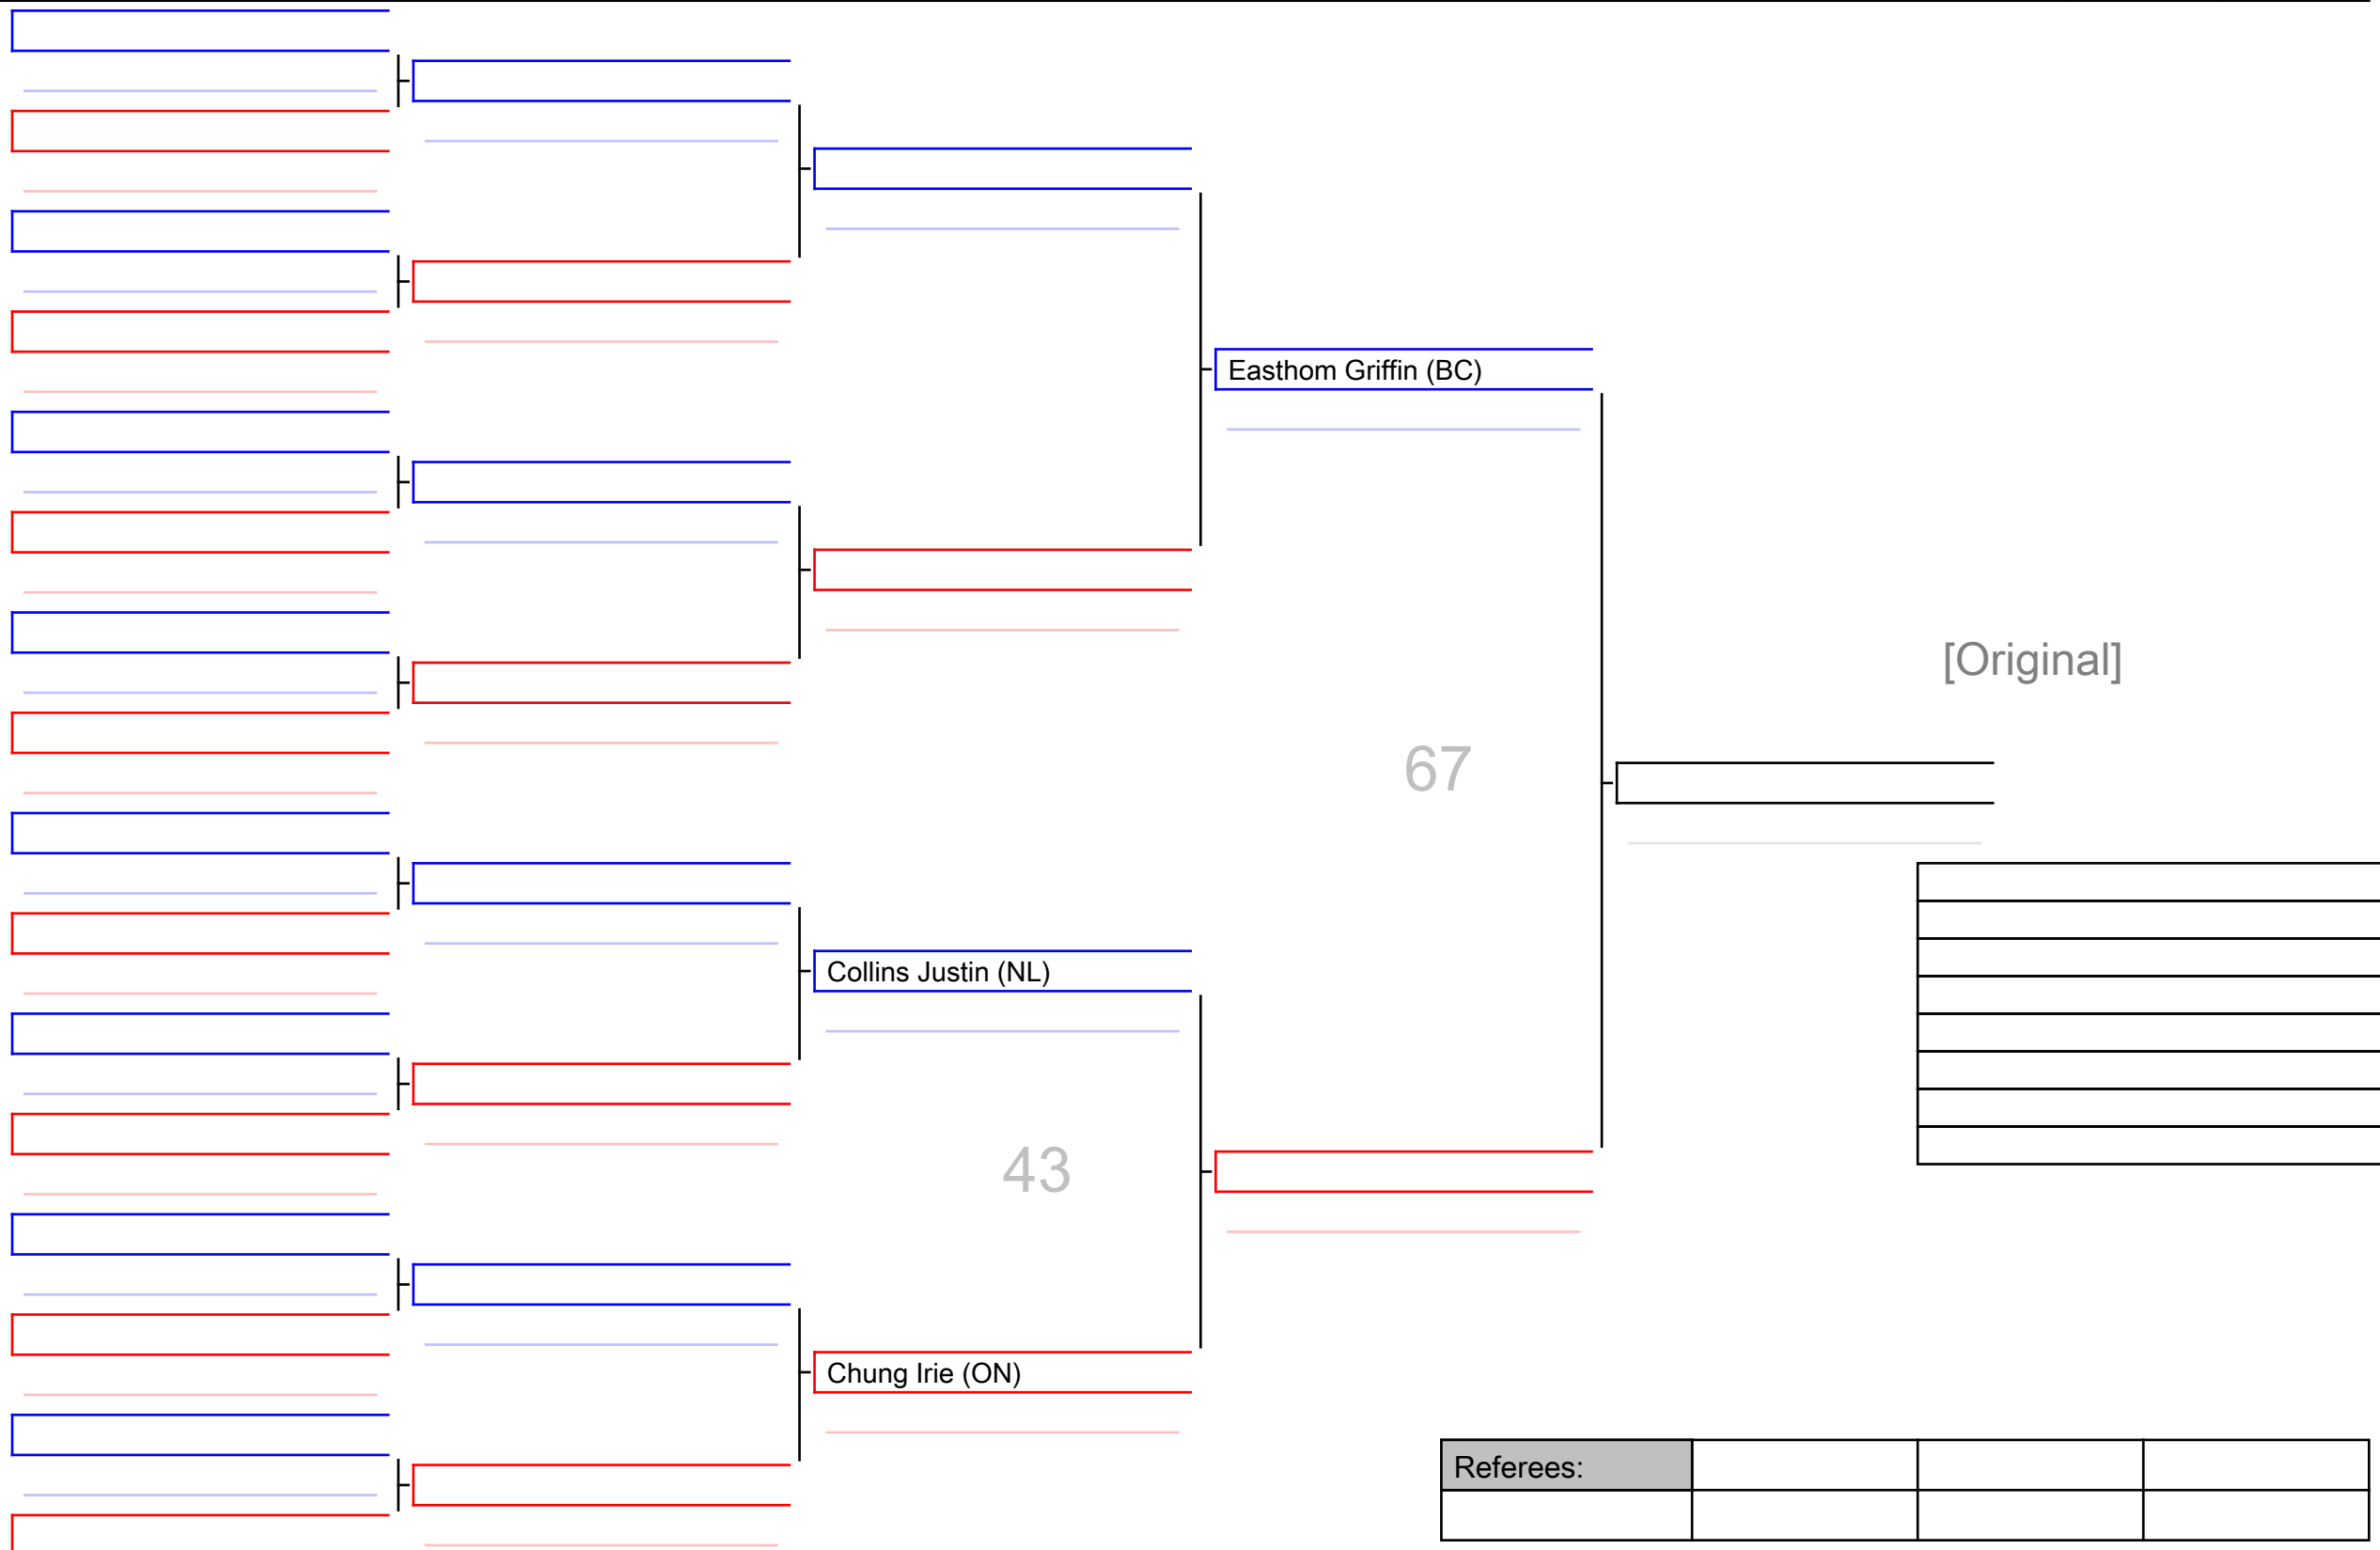 Easthom Griffin (BC)
[Original]
67
Collins Justin (NL)
43
Chung Irie (ON)
Referees: